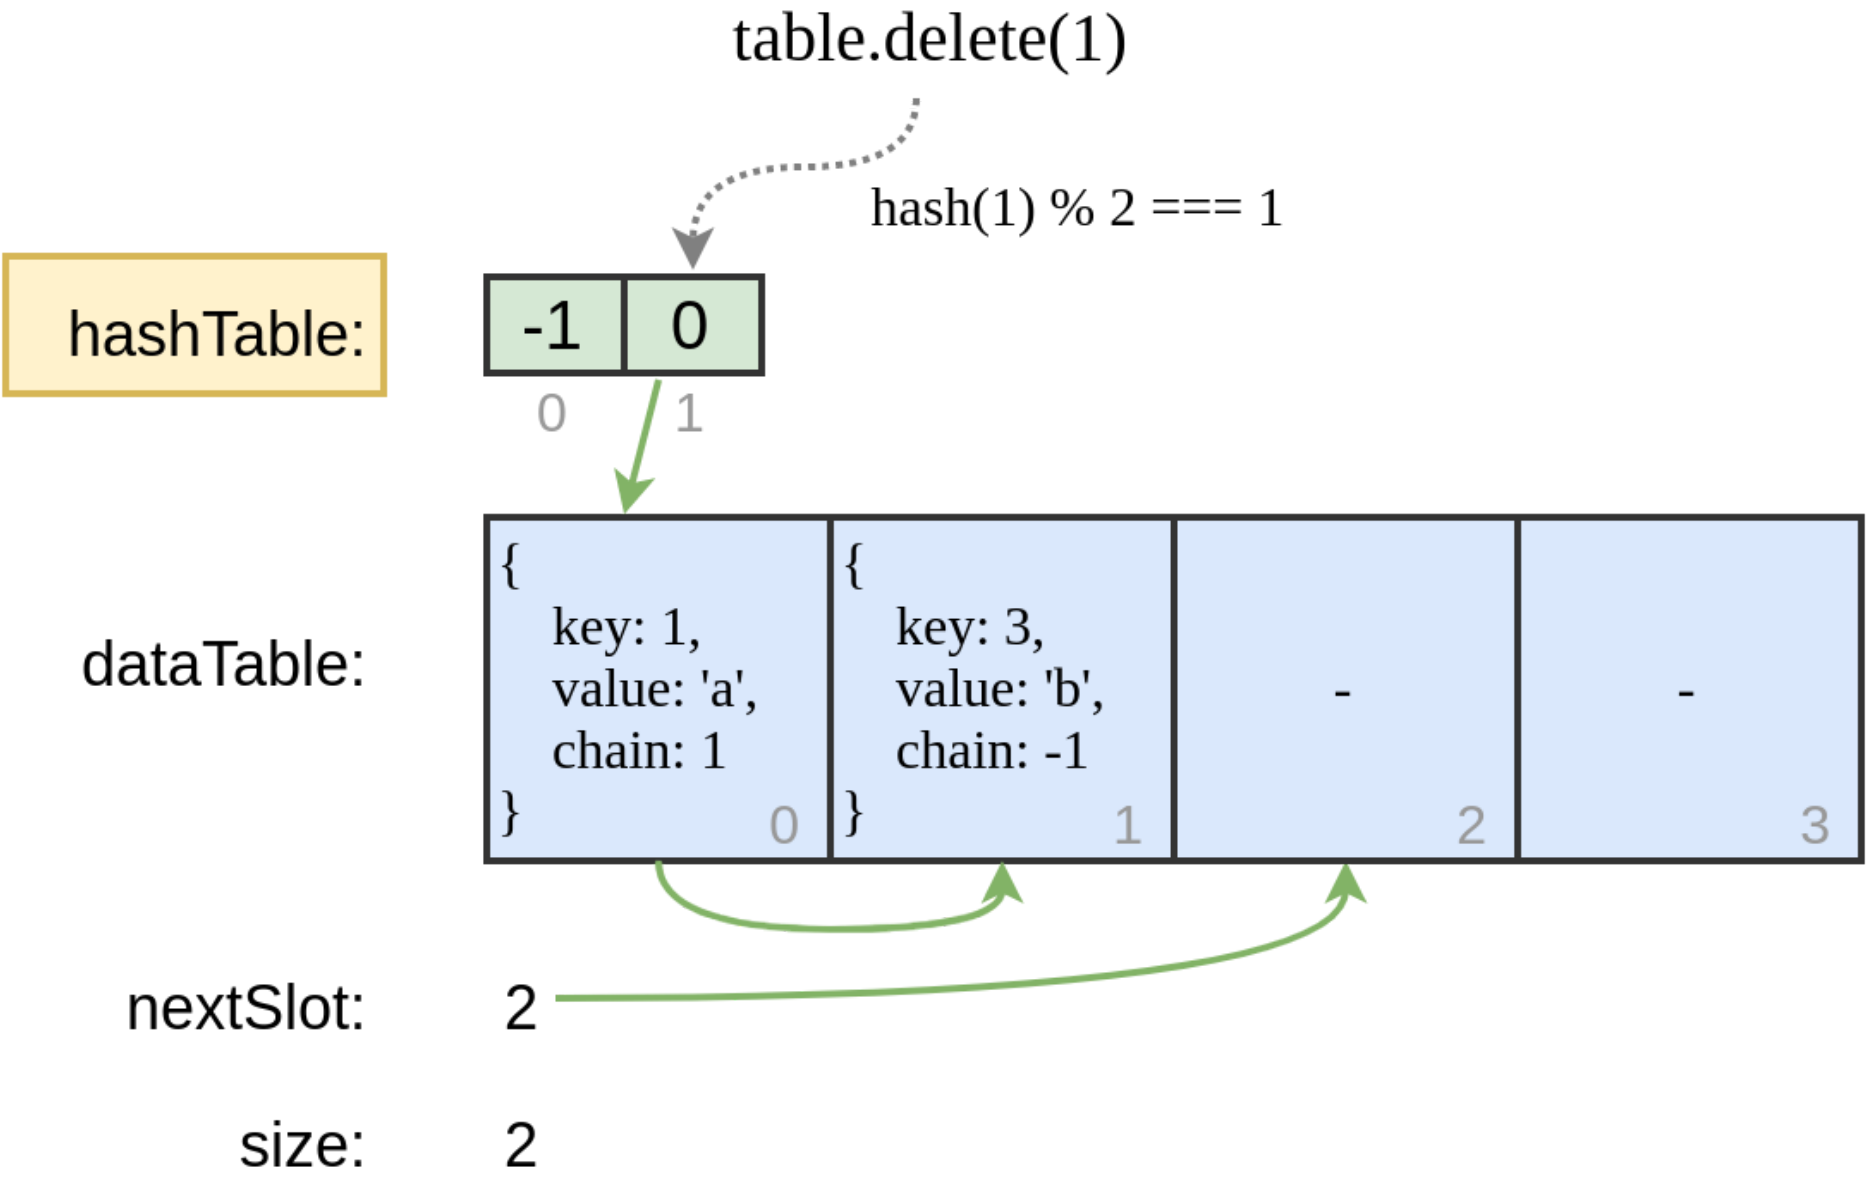 table.delete(1)
hash(1) % 2 === 1
hashTable:
-1 0
0 1
dataTable:
{
key: 1,
value: 'a',
chain: 1
}
0
{
key: 3,
value: 'b',
chain: -1
}
1
-
2
-
3
nextSlot: 2
size: 2